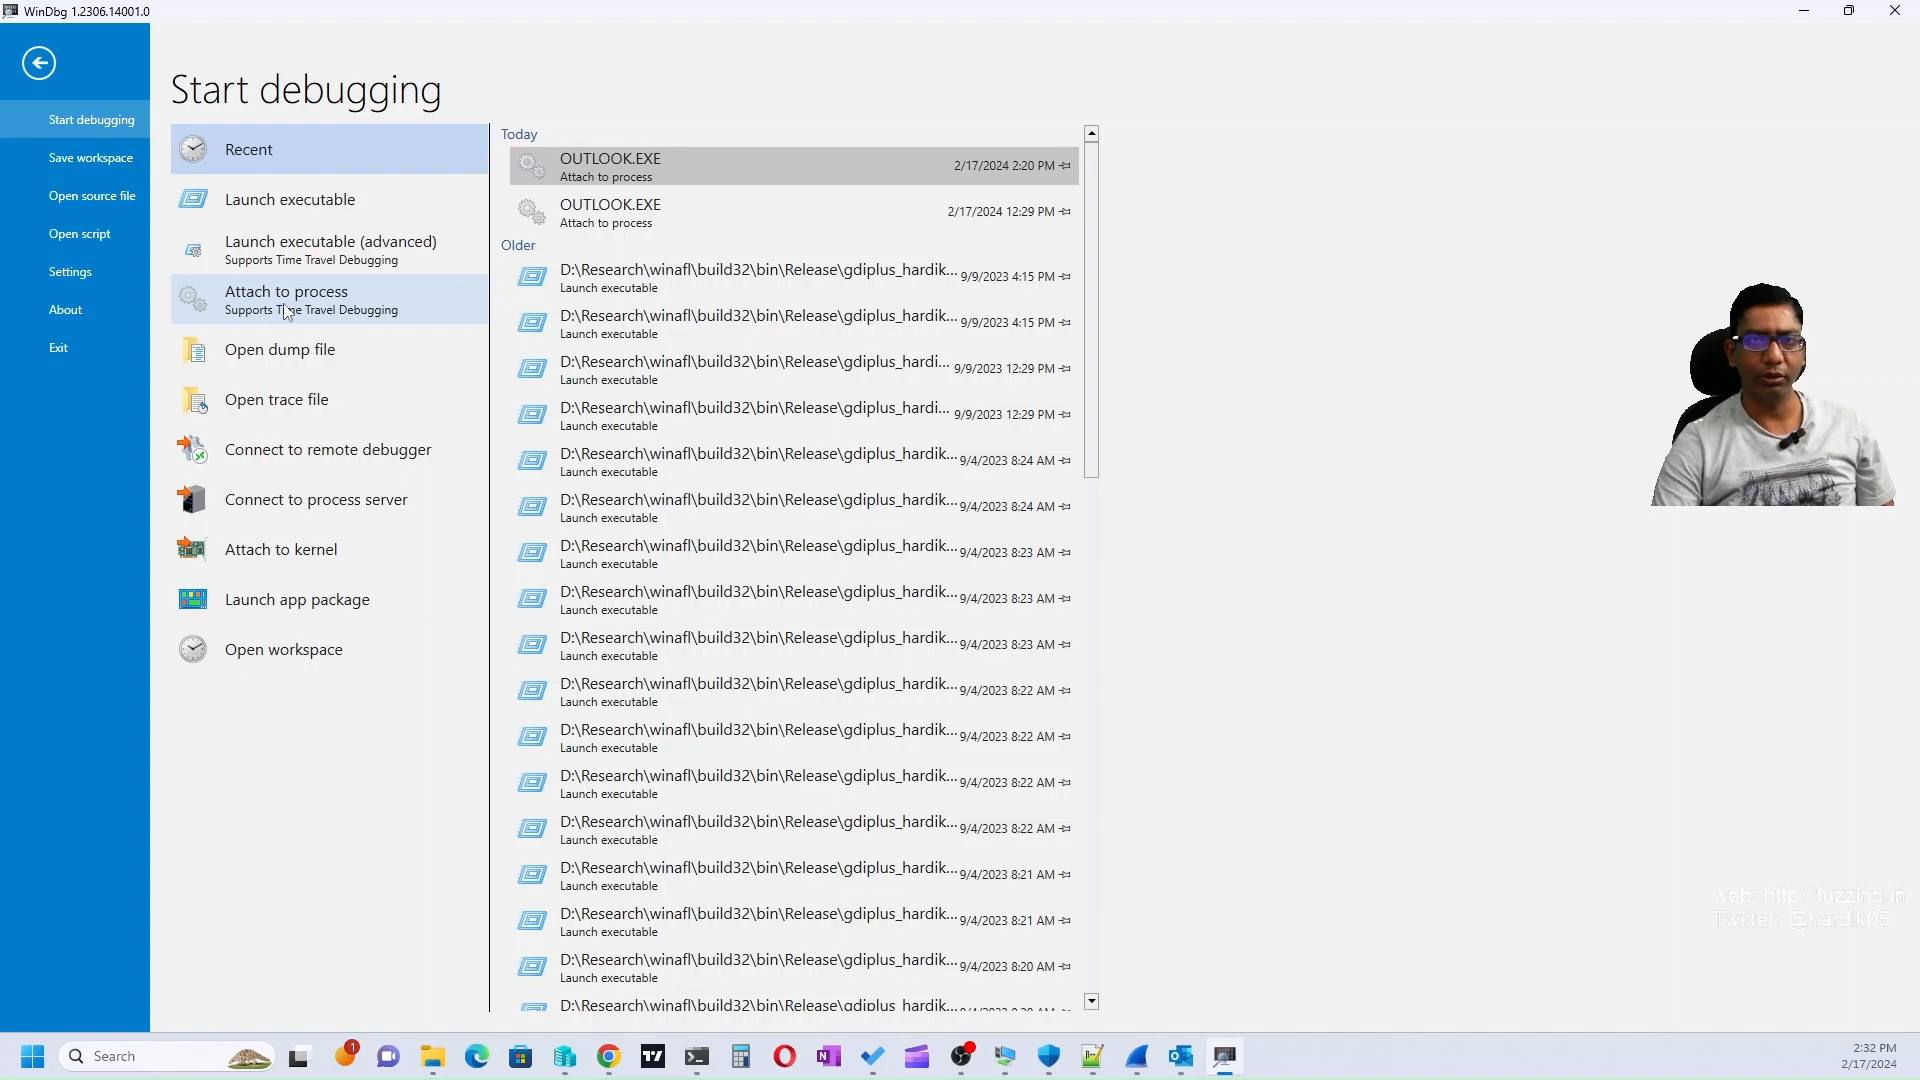 WinDbg 1.2306.14001.0
Start debugging
Save workspace
Open source file
Open script
Settings
About
Exit
Start debugging
Recent
Launch executable
Launch executable (advanced)
Supports Time Travel Debugging
Attach to process
Supports Time Travel Debugging
Open dump file
Open trace file
Connect to remote debugger
Connect to process server
Attach to kernel
Launch app package
Open workspace
Today
OUTLOOK.EXE 2/17/2024 2:20 PM
Attach to process
OUTLOOK.EXE 2/17/2024 12:29 PM
Attach to process
Older
D:\Research\winafl\build32\bin\Release\gdiplus_hardik... 9/9/2023 4:15 PM
Launch executable
D:\Research\winafl\build32\bin\Release\gdiplus_hardik... 9/9/2023 4:15 PM
Launch executable
D:\Research\winafl\build32\bin\Release\gdiplus_hardi... 9/9/2023 12:29 PM
Launch executable
D:\Research\winafl\build32\bin\Release\gdiplus_hardi... 9/9/2023 12:29 PM
Launch executable
D:\Research\winafl\build32\bin\Release\gdiplus_hardik... 9/4/2023 8:24 AM
Launch executable
D:\Research\winafl\build32\bin\Release\gdiplus_hardik... 9/4/2023 8:24 AM
Launch executable
D:\Research\winafl\build32\bin\Release\gdiplus_hardik... 9/4/2023 8:23 AM
Launch executable
D:\Research\winafl\build32\bin\Release\gdiplus_hardik... 9/4/2023 8:23 AM
Launch executable
D:\Research\winafl\build32\bin\Release\gdiplus_hardik... 9/4/2023 8:23 AM
Launch executable
D:\Research\winafl\build32\bin\Release\gdiplus_hardik... 9/4/2023 8:22 AM
Launch executable
D:\Research\winafl\build32\bin\Release\gdiplus_hardik... 9/4/2023 8:22 AM
Launch executable
D:\Research\winafl\build32\bin\Release\gdiplus_hardik... 9/4/2023 8:22 AM
Launch executable
D:\Research\winafl\build32\bin\Release\gdiplus_hardik... 9/4/2023 8:22 AM
Launch executable
D:\Research\winafl\build32\bin\Release\gdiplus_hardik... 9/4/2023 8:21 AM
Launch executable
D:\Research\winafl\build32\bin\Release\gdiplus_hardik... 9/4/2023 8:21 AM
Launch executable
D:\Research\winafl\build32\bin\Release\gdiplus_hardik... 9/4/2023 8:20 AM
Launch executable
D:\Research\winafl\build32\bin\Release\gdiplus_hardik...
web: http://fuzzing.in
Twitter: @hardik05
Search
1
2:32 PM
2/17/2024